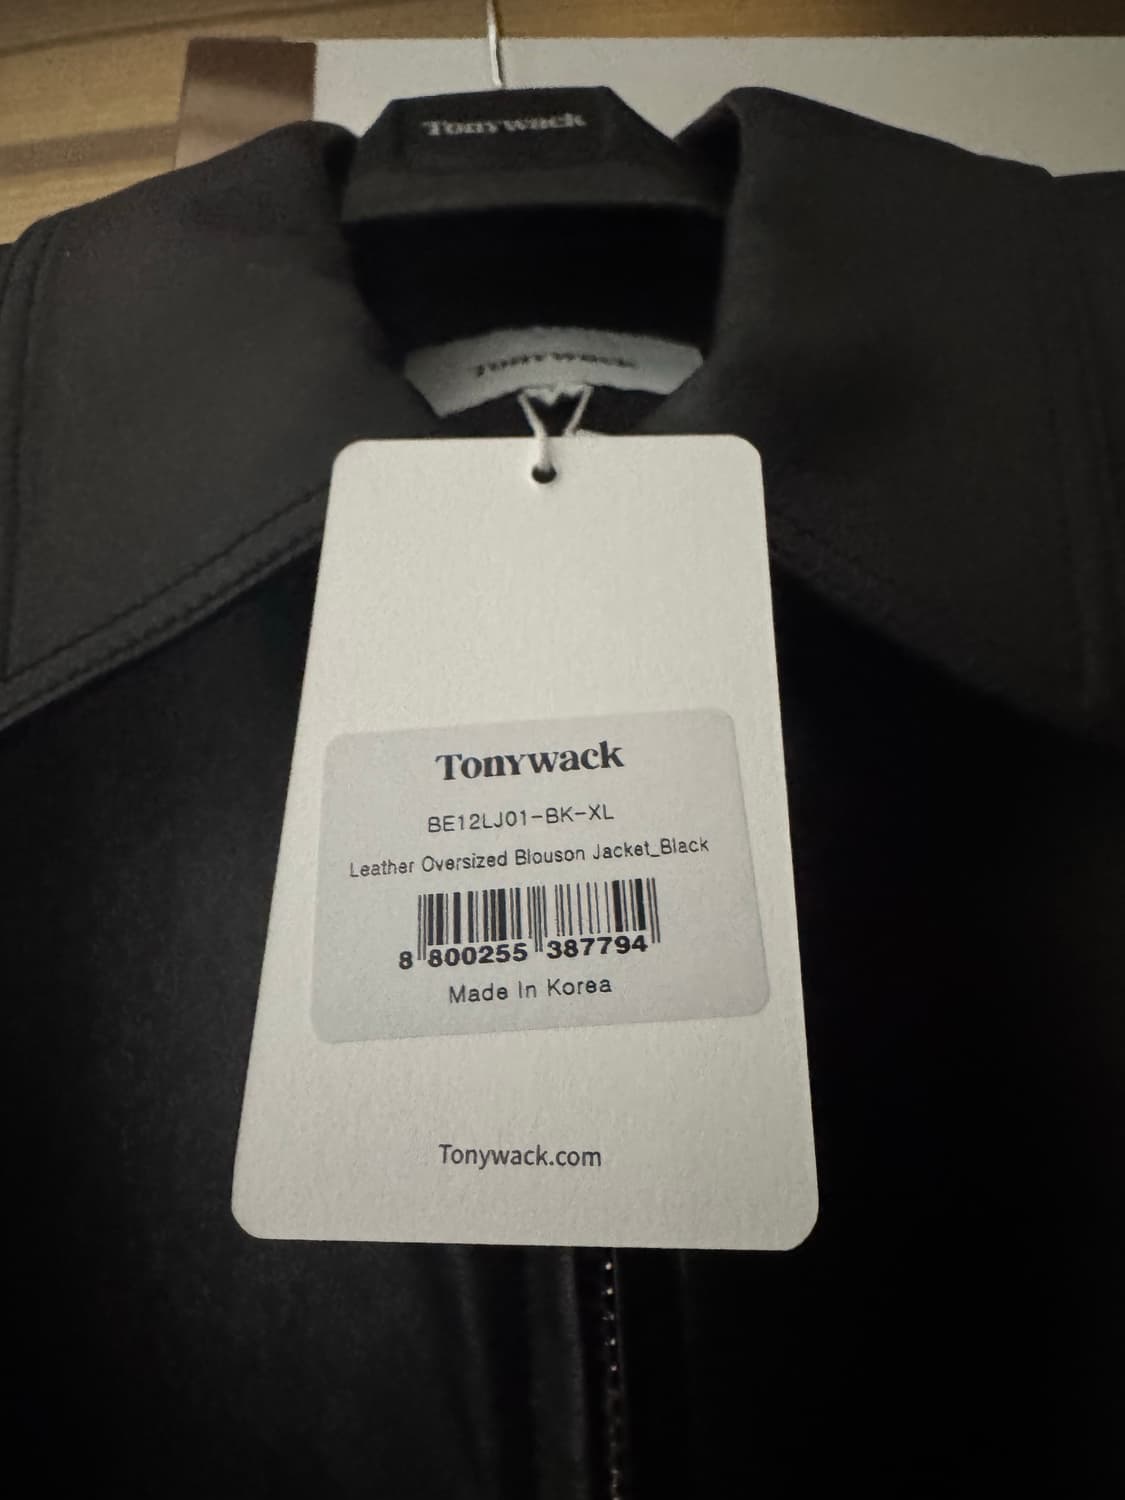 Tonywack
Tonywack
Tonywack
BE12LJ01-BK-XL
Leather Oversized Blouson Jacket_Black
8 800255 387794
Made In Korea
Tonywack.com